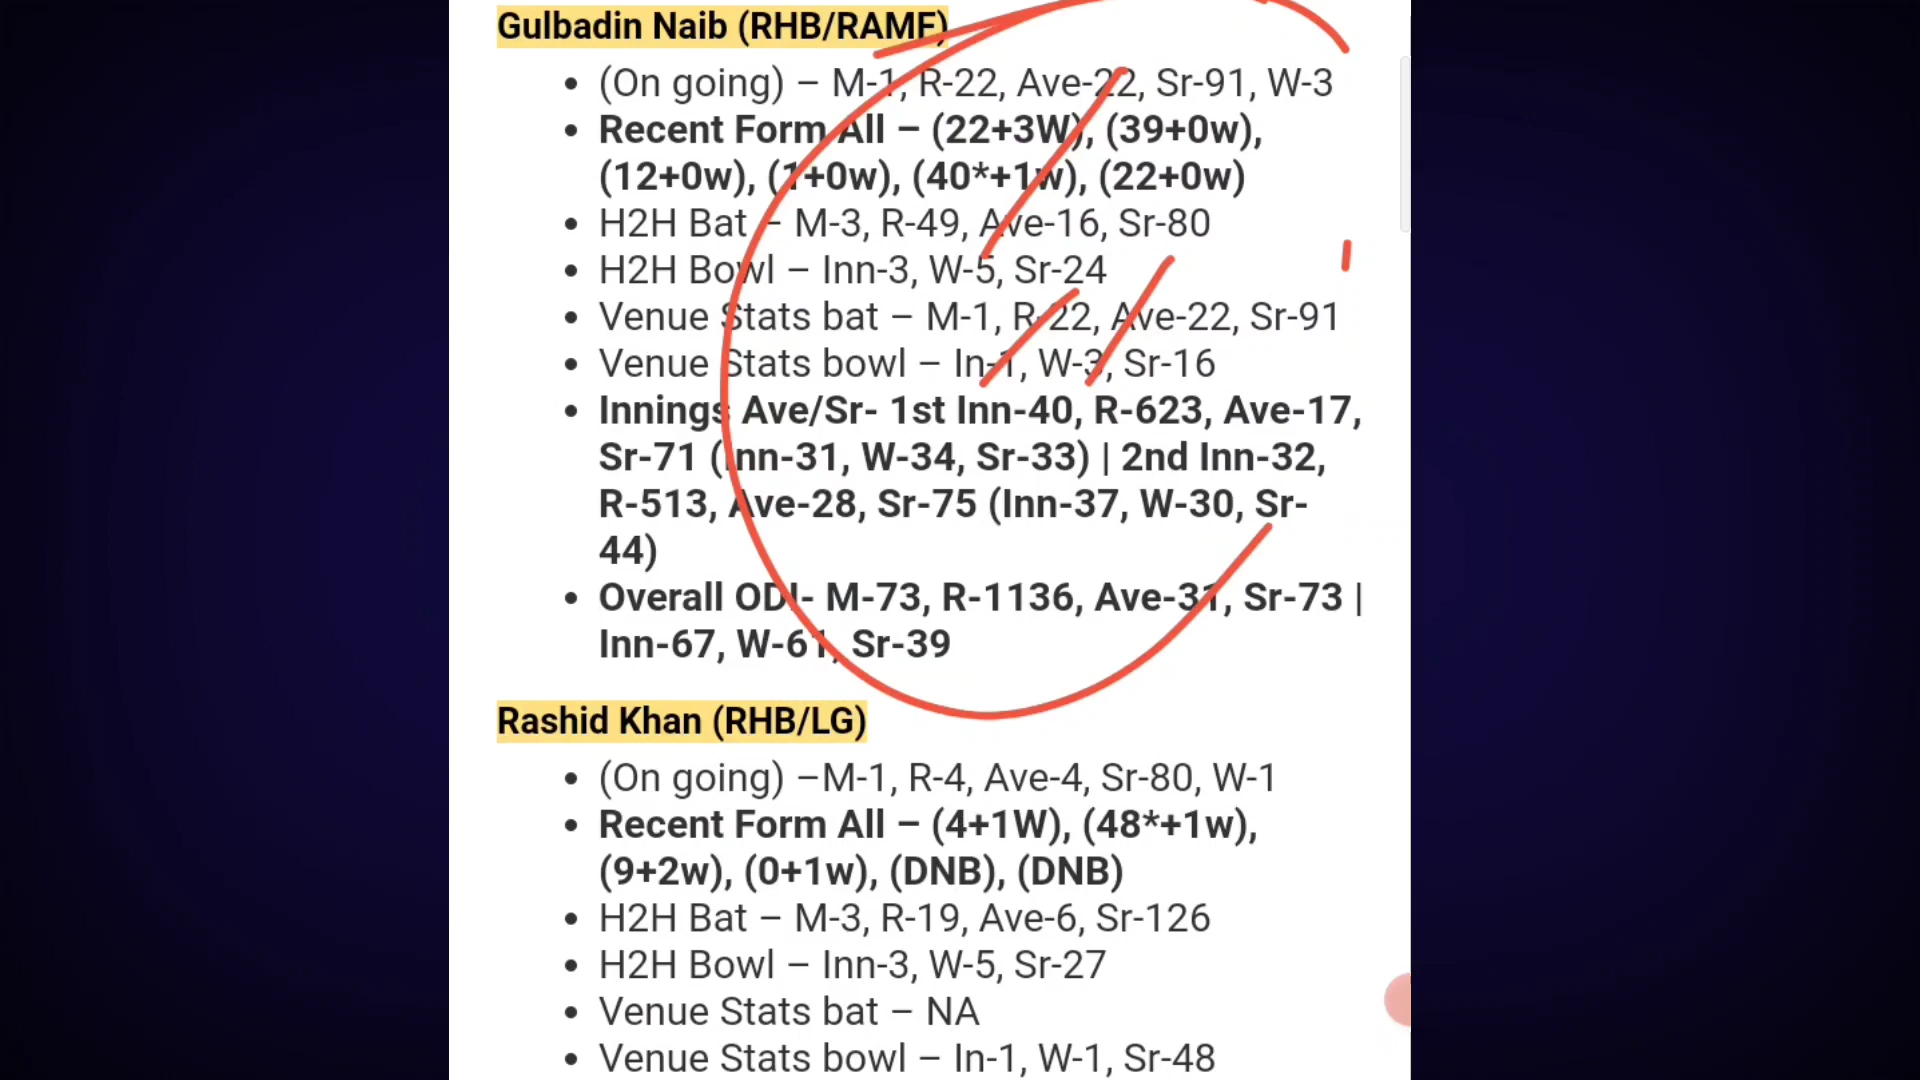 Gulbadin Naib (RHB/RAMF)
• (On going) – M-1, R-22, Ave-22, Sr-91, W-3
• Recent Form All – (22+3W), (39+0w),
(12+0w), (1+0w), (40*+1w), (22+0w)
• H2H Bat – M-3, R-49, Ave-16, Sr-80
• H2H Bowl – Inn-3, W-5, Sr-24
• Venue Stats bat – M-1, R-22, Ave-22, Sr-91
• Venue Stats bowl – In-1, W-3, Sr-16
• Innings Ave/Sr- 1st Inn-40, R-623, Ave-17,
Sr-71 (Inn-31, W-34, Sr-33) | 2nd Inn-32,
R-513, Ave-28, Sr-75 (Inn-37, W-30, Sr-
44)
• Overall ODI- M-73, R-1136, Ave-31, Sr-73 |
Inn-67, W-61, Sr-39
Rashid Khan (RHB/LG)
• (On going) –M-1, R-4, Ave-4, Sr-80, W-1
• Recent Form All – (4+1W), (48*+1w),
(9+2w), (0+1w), (DNB), (DNB)
• H2H Bat – M-3, R-19, Ave-6, Sr-126
• H2H Bowl – Inn-3, W-5, Sr-27
• Venue Stats bat – NA
• Venue Stats bowl – In-1, W-1, Sr-48